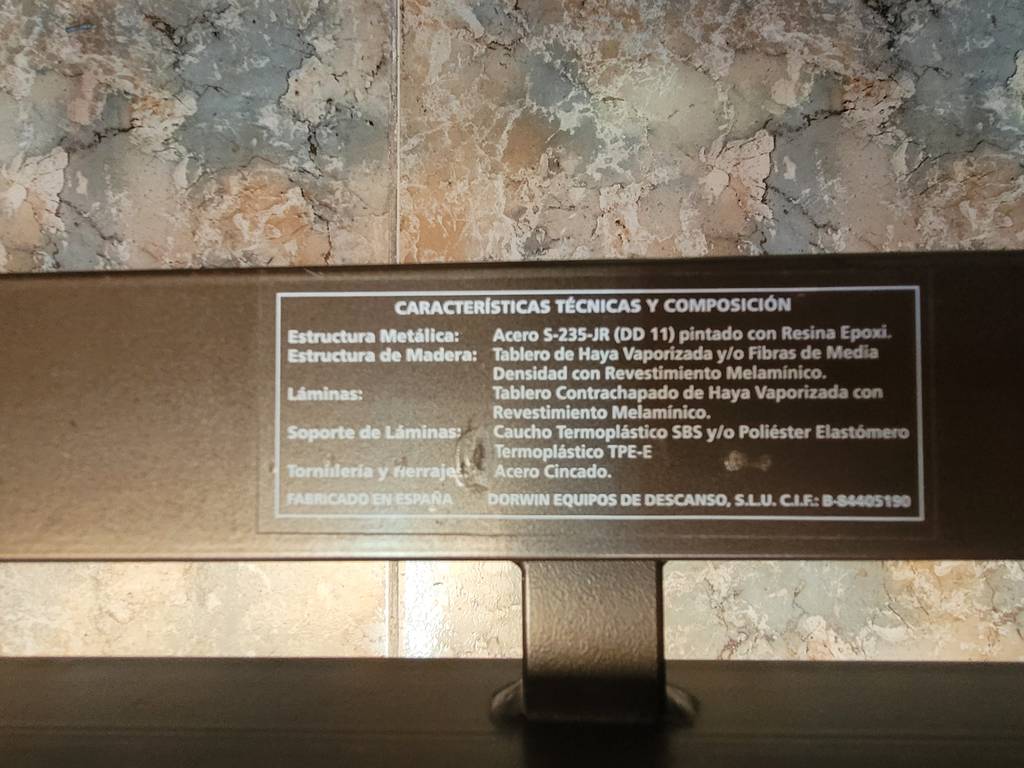 CARACTERÍSTICAS TÉCNICAS Y COMPOSICIÓN
Estructura Metálica: Acero S-235-JR (DD 11) pintado con Resina Epoxi.
Estructura de Madera: Tablero de Haya Vaporizada y/o Fibras de Media
Densidad con Revestimiento Melamínico.
Láminas: Tablero Contrachapado de Haya Vaporizada con
Revestimiento Melamínico.
Soporte de Láminas: Caucho Termoplástico SBS y/o Poliéster Elastómero
Termoplástico TPE-E
Tornillería y Herrajes: Acero Cincado.
FABRICADO EN ESPAÑA DORWIN EQUIPOS DE DESCANSO, S.L.U. C.I.F.: B-84405190